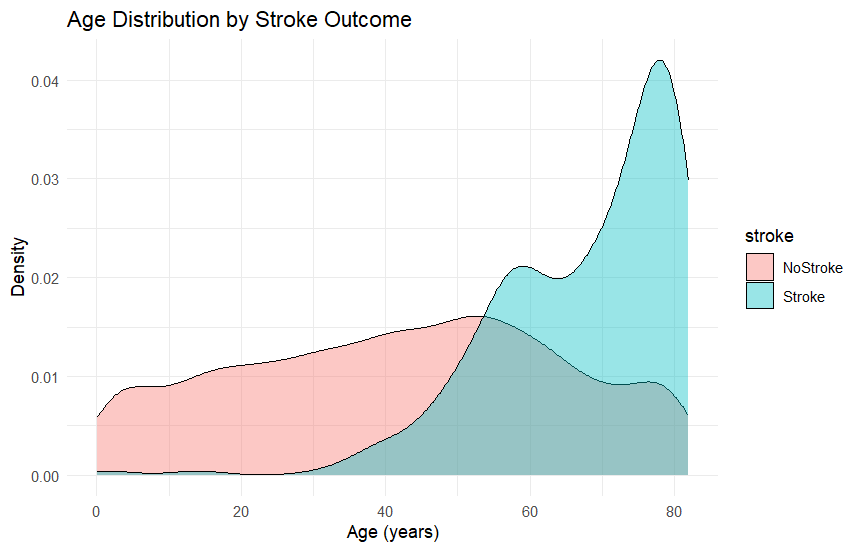 Age Distribution by Stroke Outcome
0.04
0.03
0.02
0.01
0.00
Density
0 20 40 60 80
Age (years)
stroke
NoStroke
Stroke